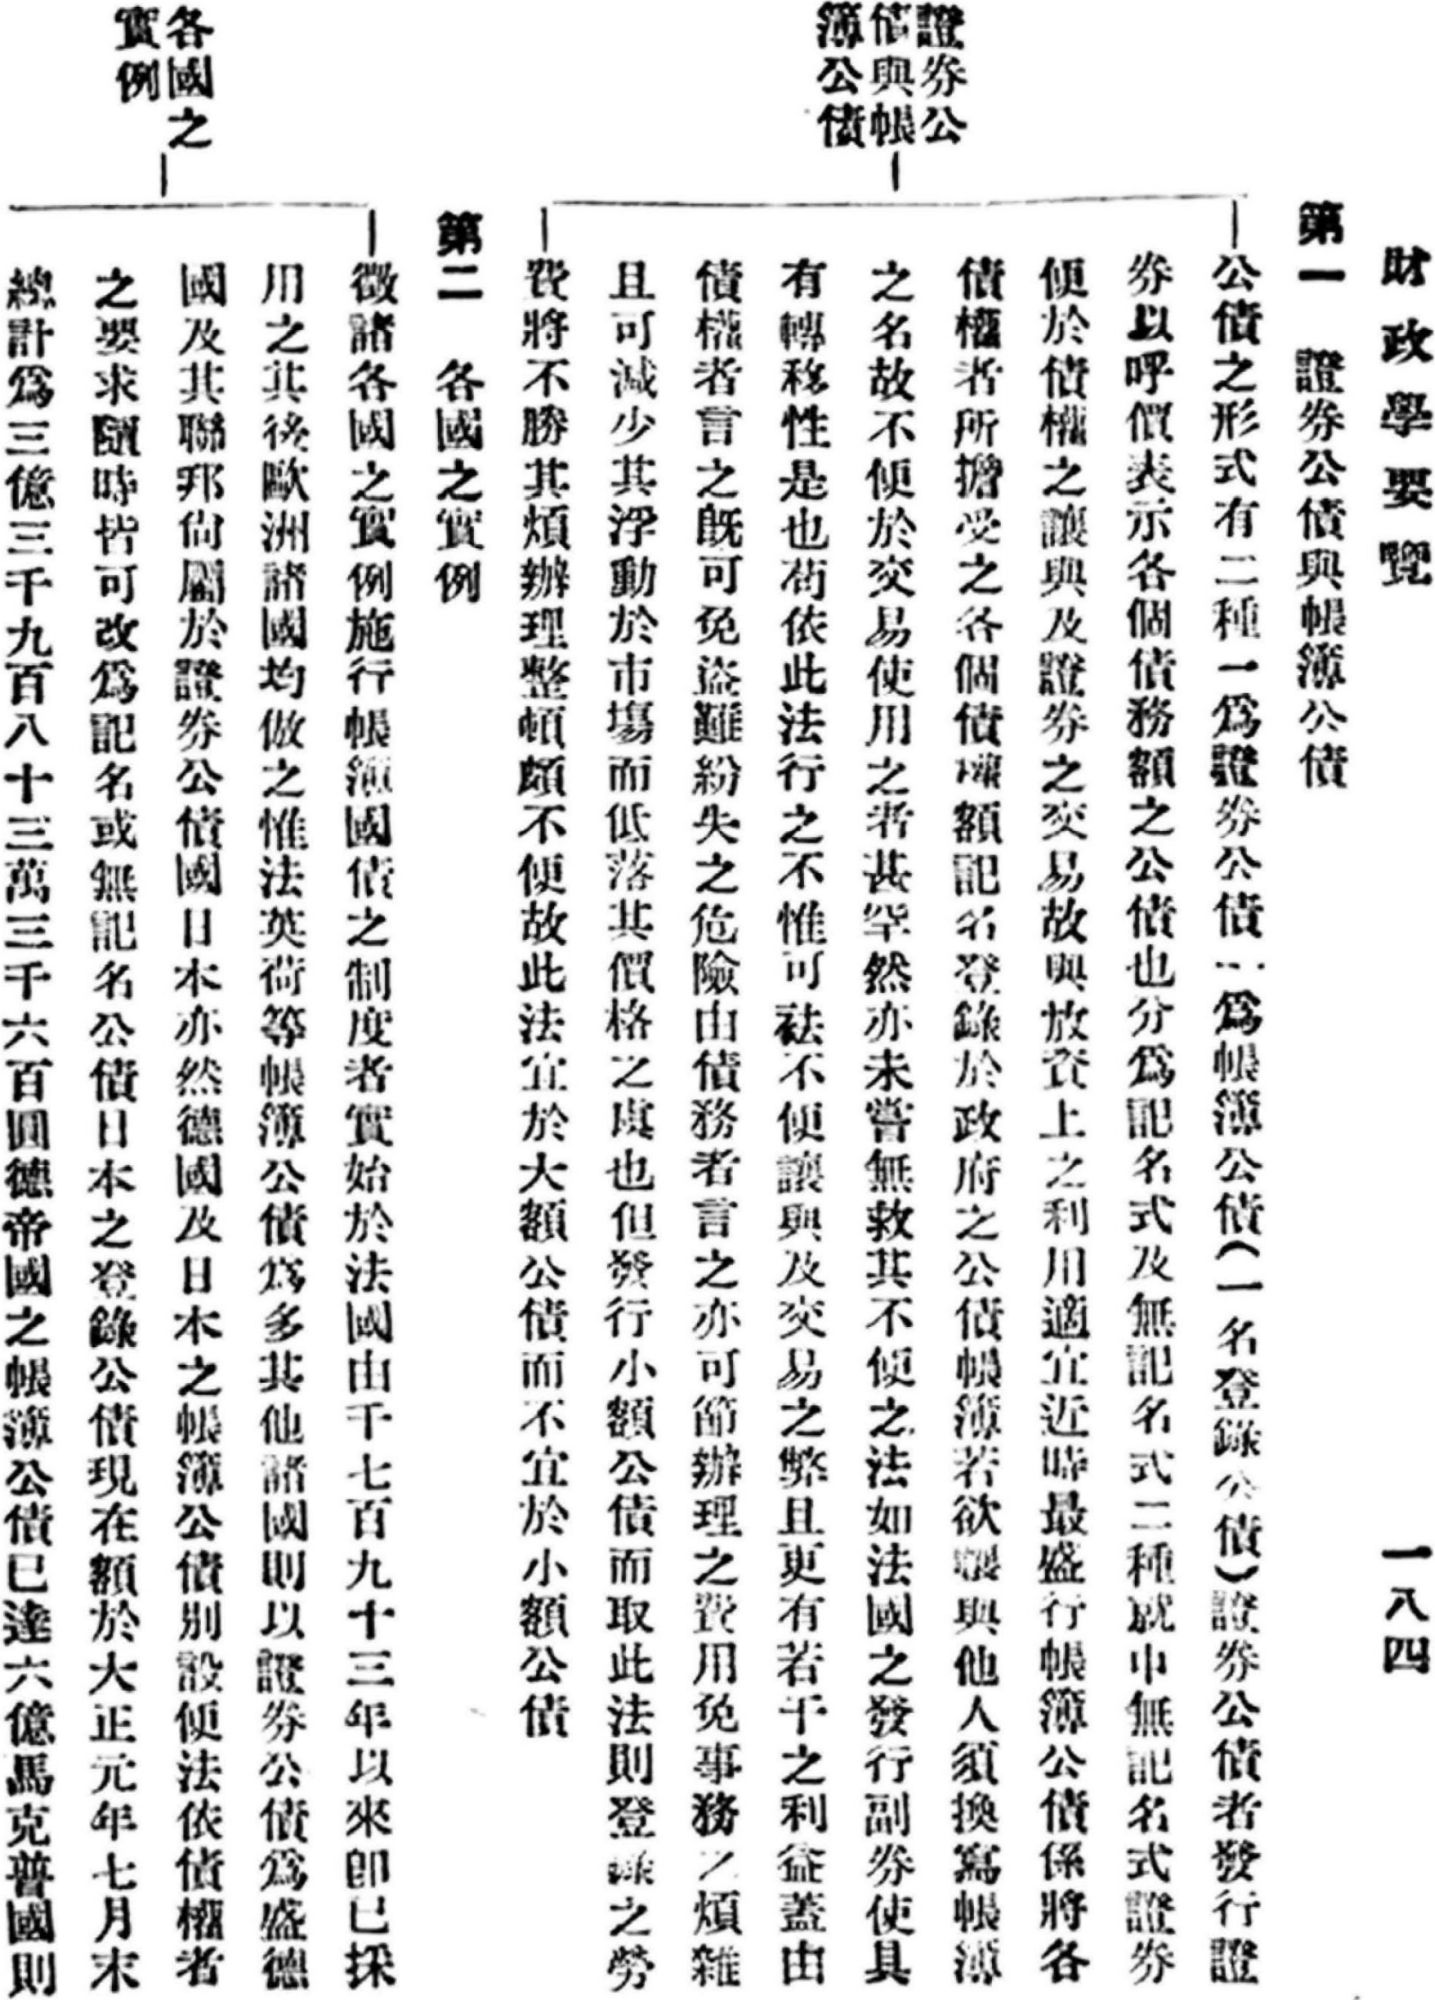 財政學要覽
一八四
第一 證券公債與帳簿公債
證券公
債與帳
簿公債
公債之形式有二種一爲證券公債一爲帳簿公債(一名登錄公債)證券公債者發行證
券以呼價表示各個債務額之公債也分爲記名式及無記名式二種就中無記名式證券
便於債權之讓與及證券之交易故與放資上之利用適宜近時最盛行帳簿公債係將各
債權者所擔受之各個債權額記名登錄於政府之公債帳簿若欲讓與他人須換寫帳簿
之名故不便於交易使用之者甚罕然亦未嘗無救其不便之法如法國之發行副券使具
有轉移性是也苟依此法行之不惟可祛不便讓與及交易之弊且更有若干之利益蓋由
債權者言之既可免盜難紛失之危險由債務者言之亦可節辦理之費用免事務之煩雜
且可減少其浮動於市場而低落其價格之虞也但發行小額公債而取此法則登錄之勞
費將不勝其煩辦理整頓頗不便故此法宜於大額公債而不宜於小額公債
第二 各國之實例
各國之
實例
徵諸各國之實例施行帳簿國債之制度者實始於法國由千七百九十三年以來卽已採
用之其後歐洲諸國均倣之惟法英荷等帳簿公債爲多其他諸國則以證券公債爲盛德
國及其聯邦尙屬於證券公債國日本亦然德國及日本之帳簿公債別設便法依債權者
之要求隨時皆可改爲記名或無記名公債日本之登錄公債現在額於大正元年七月末
總計爲三億三千九百八十三萬三千六百圓德帝國之帳簿公債已達六億馬克普國則